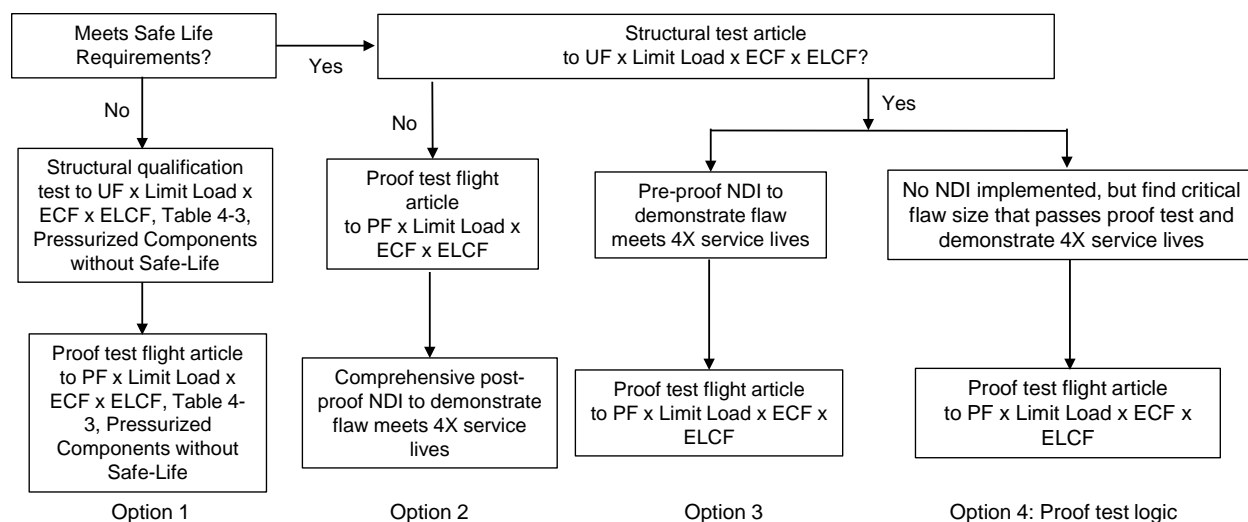 Meets Safe Life
Requirements?
Yes
Structural test article
to UF x Limit Load x ECF x ELCF?
No
No
Yes
Structural qualification
test to UF x Limit Load x
ECF x ELCF, Table 4-3,
Pressurized Components
without Safe-Life
Proof test flight
article
to PF x Limit Load x
ECF x ELCF
Pre-proof NDI to
demonstrate flaw
meets 4X service lives
No NDI implemented, but find critical
flaw size that passes proof test and
demonstrate 4X service lives
Proof test flight article
to PF x Limit Load x
ECF x ELCF, Table 4-
3, Pressurized
Components without
Safe-Life
Comprehensive post-
proof NDI to demonstrate
flaw meets 4X service
lives
Proof test flight article
to PF x Limit Load x ECF x
ELCF
Proof test flight article
to PF x Limit Load x ECF x
ELCF
Option 1
Option 2
Option 3
Option 4: Proof test logic